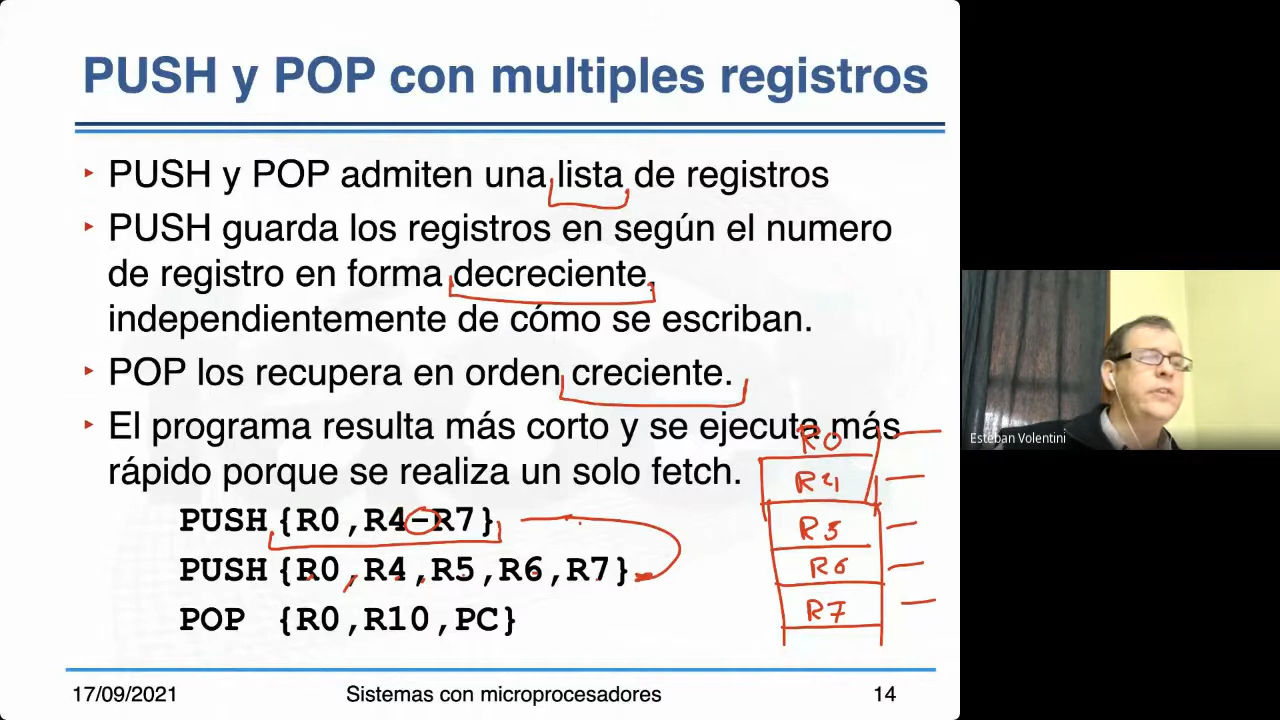 PUSH y POP con multiples registros
‣ PUSH y POP admiten una lista de registros
‣ PUSH guarda los registros en según el numero
de registro en forma decreciente,
independientemente de cómo se escriban.
‣ POP los recupera en orden creciente.
‣ El programa resulta más corto y se ejecuta más
rápido porque se realiza un solo fetch.
PUSH {R0,R4-R7}
PUSH {R0,R4,R5,R6,R7}
POP {R0,R10,PC}
R0
R4
R5
R6
R7
17/09/2021 Sistemas con microprocesadores 14
Esteban Volentini